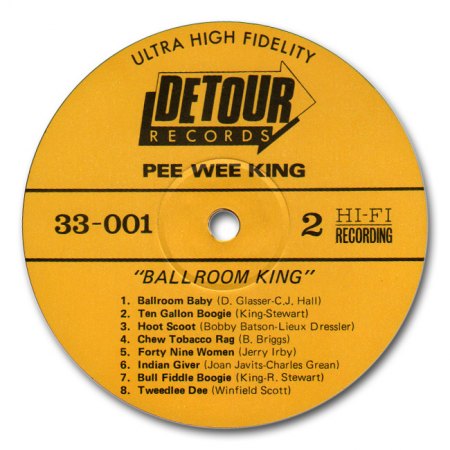 ULTRA HIGH FIDELITY
DETOUR
RECORDS
PEE WEE KING
33-001
2 HI-FI
RECORDING
"BALLROOM KING"
1. Ballroom Baby (D. Glasser-C.J. Hall)
2. Ten Gallon Boogie (King-Stewart)
3. Hoot Scoot (Bobby Batson-Lieux Dressler)
4. Chew Tobacco Rag (B. Briggs)
5. Forty Nine Women (Jerry Irby)
6. Indian Giver (Joan Javits-Charles Grean)
7. Bull Fiddle Boogie (King-R. Stewart)
8. Tweedlee Dee (Winfield Scott)